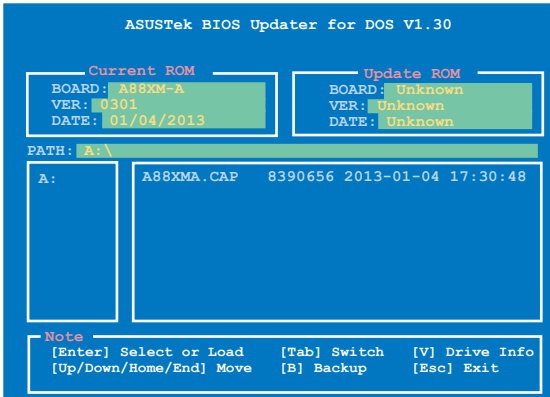 ASUSTek BIOS Updater for DOS V1.30
Current ROM
BOARD: A88XM-A
VER: 0301
DATE: 01/04/2013
Update ROM
BOARD: Unknown
VER: Unknown
DATE: Unknown
PATH: A:\
A:
A88XMA.CAP 8390656 2013-01-04 17:30:48
Note
[Enter] Select or Load [Tab] Switch [V] Drive Info
[Up/Down/Home/End] Move [B] Backup [Esc] Exit